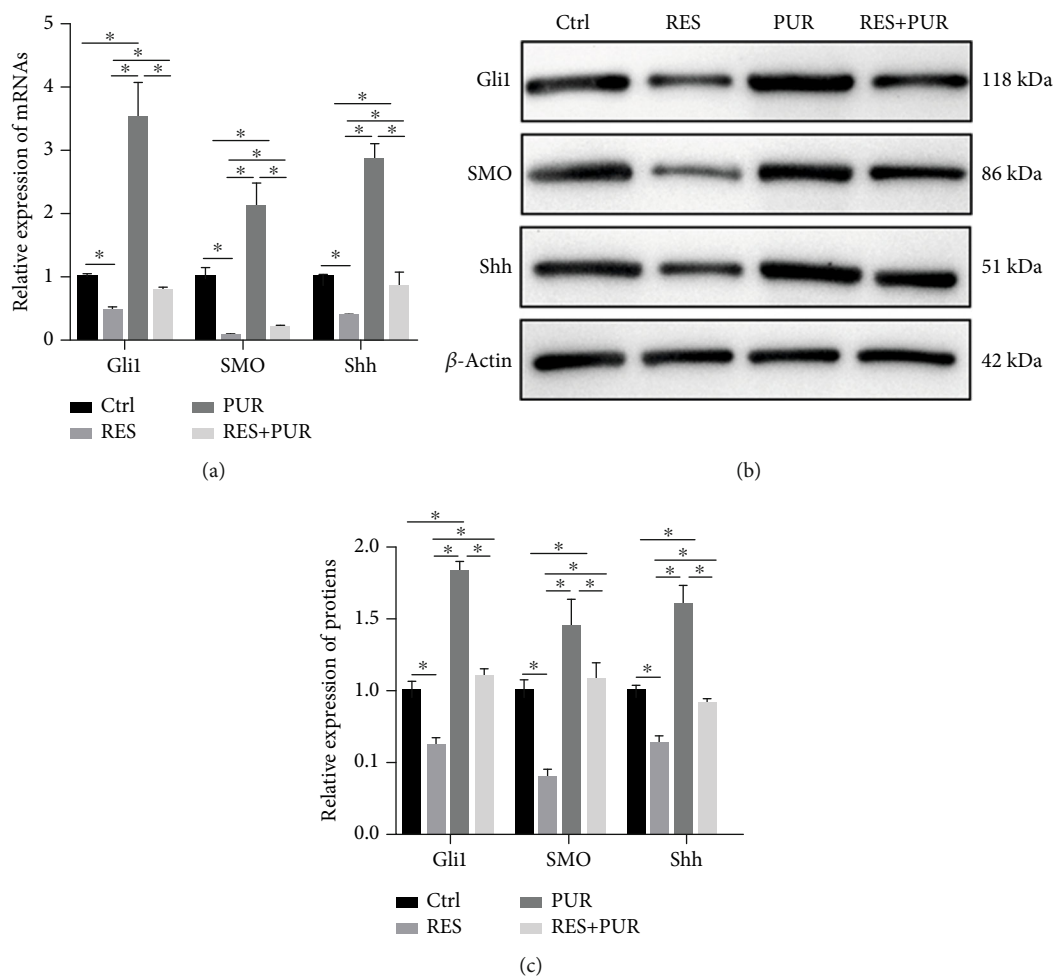 Relative expression of mRNAs
5
4
3
2
1
0
* * * * *
* * * * *
* * * * *
Gli1 SMO Shh
Ctrl PUR
RES RES+PUR
(a)
Ctrl RES PUR RES+PUR
Gli1 118 kDa
SMO 86 kDa
Shh 51 kDa
β-Actin 42 kDa
(b)
Relative expression of protiens
2.0
1.5
1.0
0.1
0.0
* * * * *
* * * * *
* * * * *
Gli1 SMO Shh
Ctrl PUR
RES RES+PUR
(c)